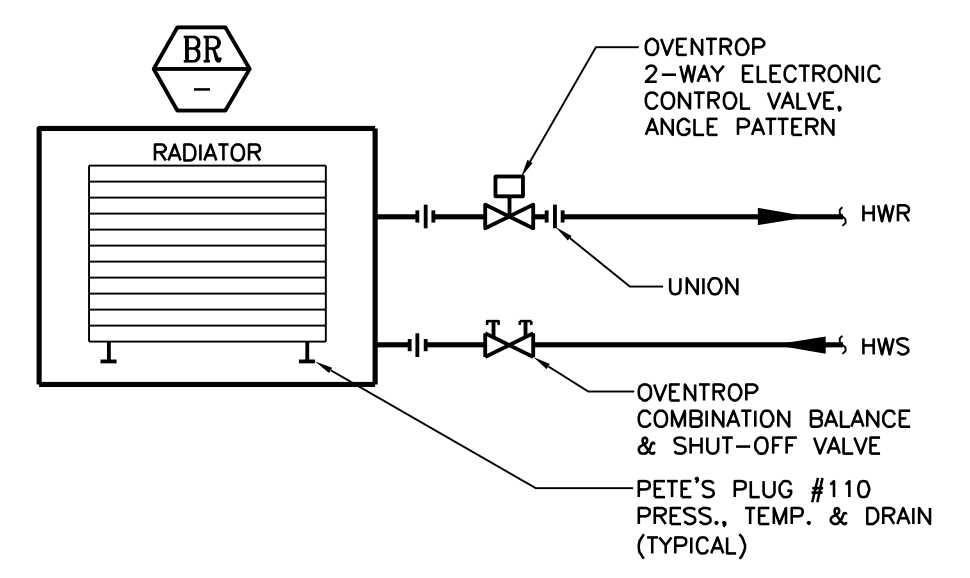 BR
-
RADIATOR
OVENTROP
2-WAY ELECTRONIC
CONTROL VALVE,
ANGLE PATTERN
HWR
UNION
HWS
OVENTROP
COMBINATION BALANCE
& SHUT-OFF VALVE
PETE'S PLUG #110
PRESS., TEMP. & DRAIN
(TYPICAL)